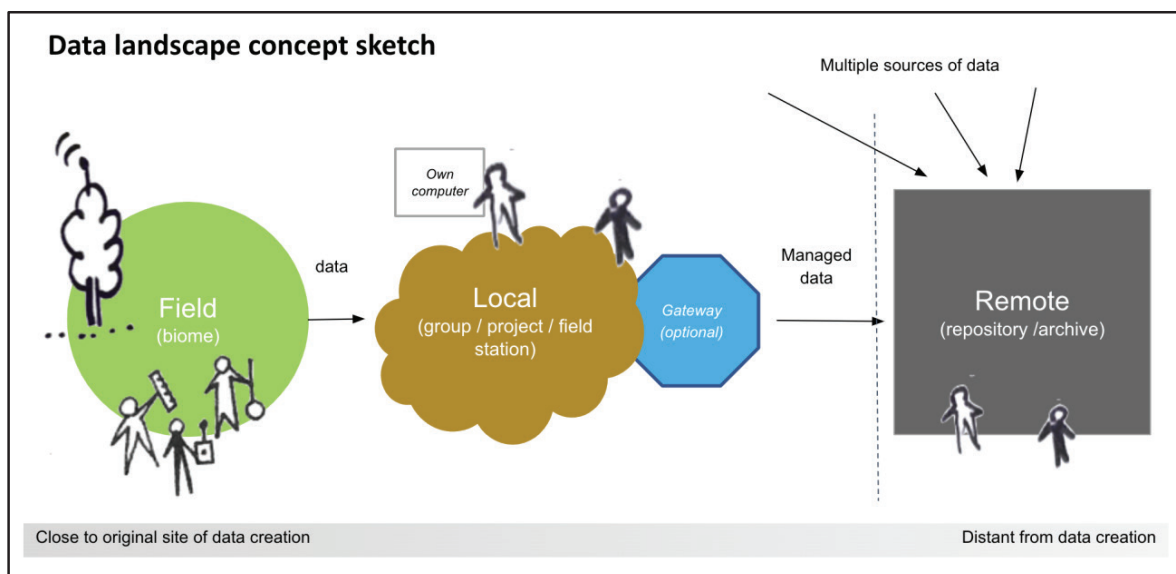 Data landscape concept sketch
Multiple sources of data
Own
computer
data
Field
(biome)
Local
(group / project / field
station)
Gateway
(optional)
Managed
data
Remote
(repository /archive)
Close to original site of data creation
Distant from data creation